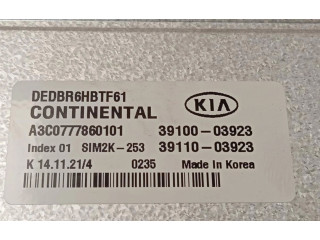 DEDBR6HBTF61
CONTINENTAL KIA
A3C0777860101 39100-03923
Index 01 SIM2K-253 39110-03923
K 14.11.21/4 0235 Made in Korea